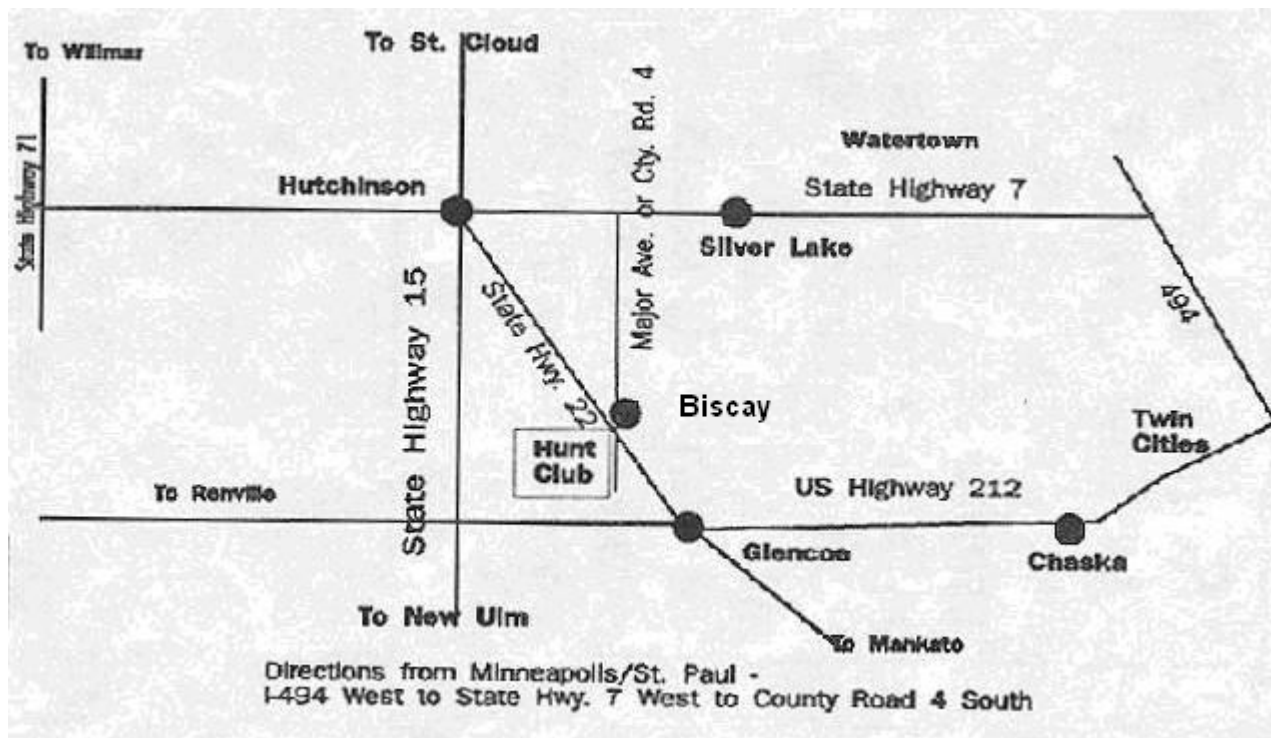 To Willmar
To St. Cloud
Major Ave. or Cty. Rd. 4
State Highway 71
Watertown
Hutchinson
State Highway 7
Silver Lake
State Highway 15
State Hwy. 22
494
Biscay
Twin
Cities
Hunt
Club
To Renville
US Highway 212
Glencoe
Chaska
To New Ulm
To Mankato
Directions from Minneapolis/St. Paul -
I-494 West to State Hwy. 7 West to County Road 4 South